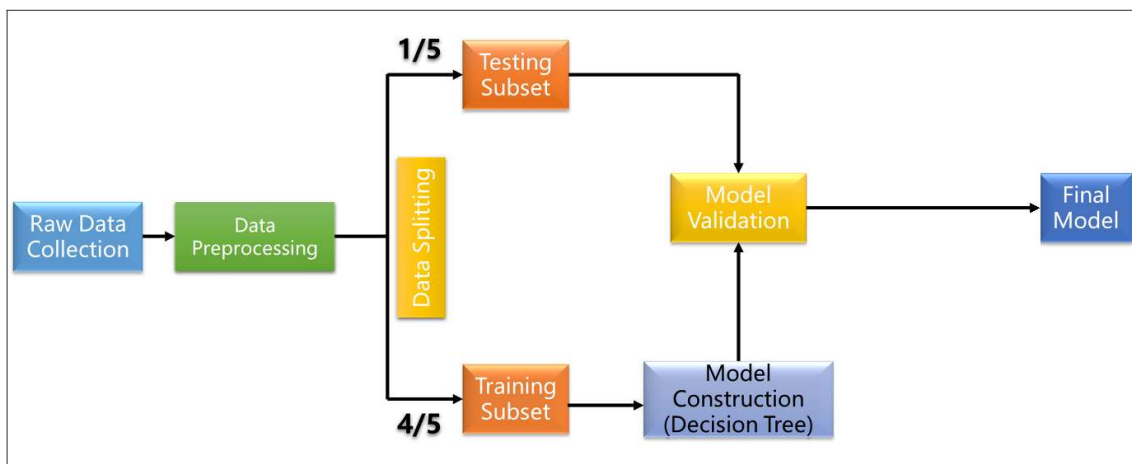 Raw Data
Collection
Data
Preprocessing
Data Splitting
1/5
Testing
Subset
4/5
Training
Subset
Model
Construction
(Decision Tree)
Model
Validation
Final
Model